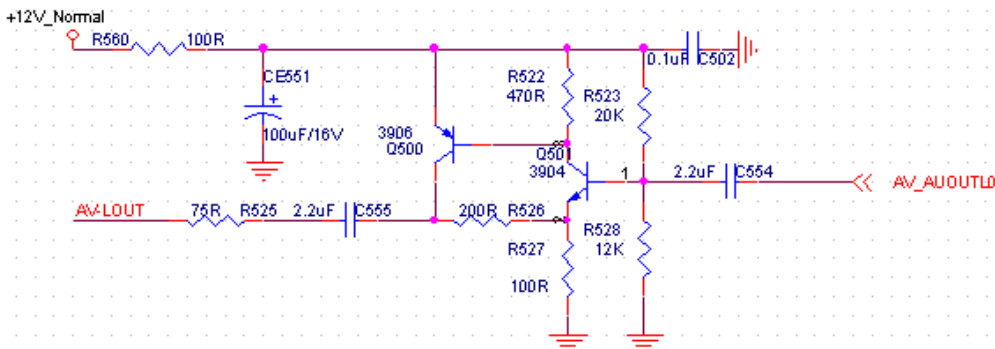 +12V_Normal
R560 100R
0.1uF C502
CE551
+
100uF/16V
R522
470R
R523
20K
3906
Q500
Q501
3904
1
2.2uF C554
AV_AUOUTL0
AV-LOUT
75R R525
2.2uF C555
200R R526
R527
100R
R528
12K